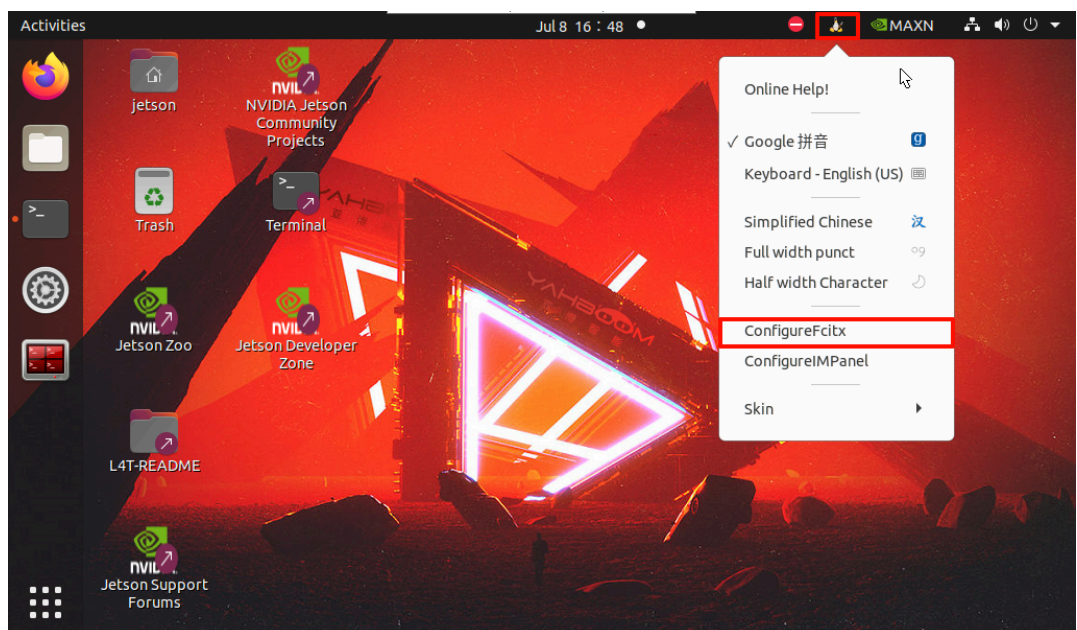 Activities
Jul 8 16：48
MAXN
jetson
NVIDIA Jetson
Community
Projects
Trash
Terminal
Jetson Zoo
Jetson Developer
Zone
L4T-README
Jetson Support
Forums
YAHBOOM
Online Help!
✓ Google 拼音
g
Keyboard - English (US)
Simplified Chinese
汉
Full width punct
Half width Character
ConfigureFcitx
ConfigureIMPanel
Skin